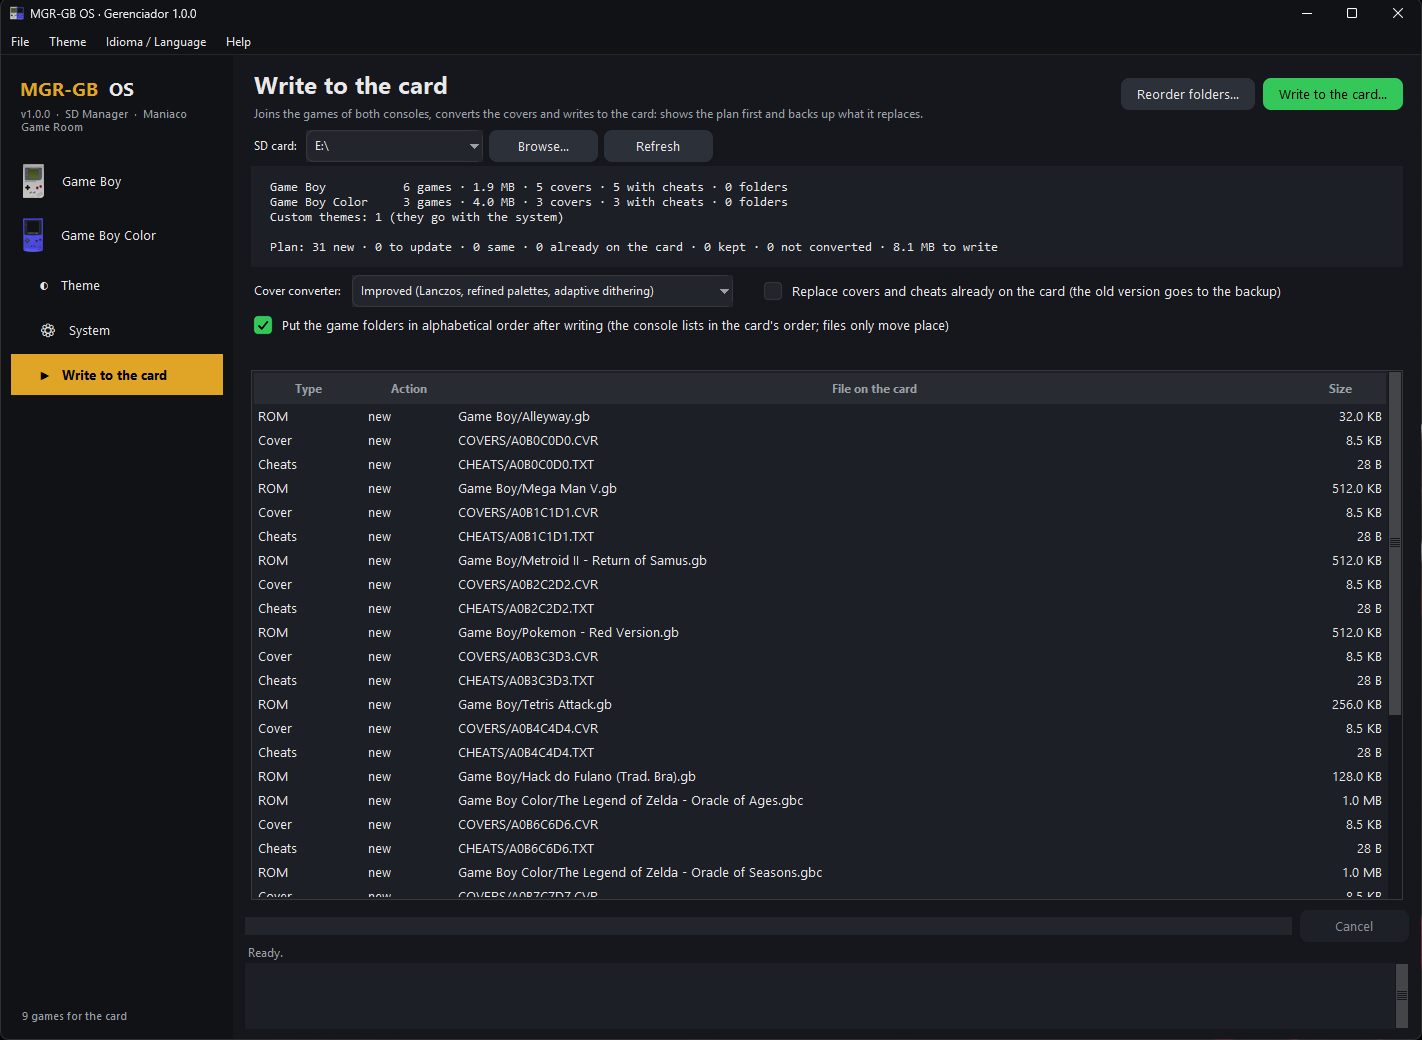 MGR-GB OS · Gerenciador 1.0.0
File Theme Idioma / Language Help
MGR-GB OS
v1.0.0 · SD Manager · Maniaco
Game Room
Game Boy
Game Boy Color
Theme
System
Write to the card
9 games for the card
Write to the card
Joins the games of both consoles, converts the covers and writes to the card: shows the plan first and backs up what it replaces.
Reorder folders...
Write to the card...
SD card: E:\ Browse... Refresh
Game Boy 6 games · 1.9 MB · 5 covers · 5 with cheats · 0 folders
Game Boy Color 3 games · 4.0 MB · 3 covers · 3 with cheats · 0 folders
Custom themes: 1 (they go with the system)
Plan: 31 new · 0 to update · 0 same · 0 already on the card · 0 kept · 0 not converted · 8.1 MB to write
Cover converter: Improved (Lanczos, refined palettes, adaptive dithering) Replace covers and cheats already on the card (the old version goes to the backup)
Put the game folders in alphabetical order after writing (the console lists in the card's order; files only move place)
Type Action File on the card Size
ROM new Game Boy/Alleyway.gb 32.0 KB
Cover new COVERS/A0B0C0D0.CVR 8.5 KB
Cheats new CHEATS/A0B0C0D0.TXT 28 B
ROM new Game Boy/Mega Man V.gb 512.0 KB
Cover new COVERS/A0B1C1D1.CVR 8.5 KB
Cheats new CHEATS/A0B1C1D1.TXT 28 B
ROM new Game Boy/Metroid II - Return of Samus.gb 512.0 KB
Cover new COVERS/A0B2C2D2.CVR 8.5 KB
Cheats new CHEATS/A0B2C2D2.TXT 28 B
ROM new Game Boy/Pokemon - Red Version.gb 512.0 KB
Cover new COVERS/A0B3C3D3.CVR 8.5 KB
Cheats new CHEATS/A0B3C3D3.TXT 28 B
ROM new Game Boy/Tetris Attack.gb 256.0 KB
Cover new COVERS/A0B4C4D4.CVR 8.5 KB
Cheats new CHEATS/A0B4C4D4.TXT 28 B
ROM new Game Boy/Hack do Fulano (Trad. Bra).gb 128.0 KB
ROM new Game Boy Color/The Legend of Zelda - Oracle of Ages.gbc 1.0 MB
Cover new COVERS/A0B6C6D6.CVR 8.5 KB
Cheats new CHEATS/A0B6C6D6.TXT 28 B
ROM new Game Boy Color/The Legend of Zelda - Oracle of Seasons.gbc 1.0 MB
Cover new COVERS/A0B7C7D7.CVR 8.5 KB
Cancel
Ready.